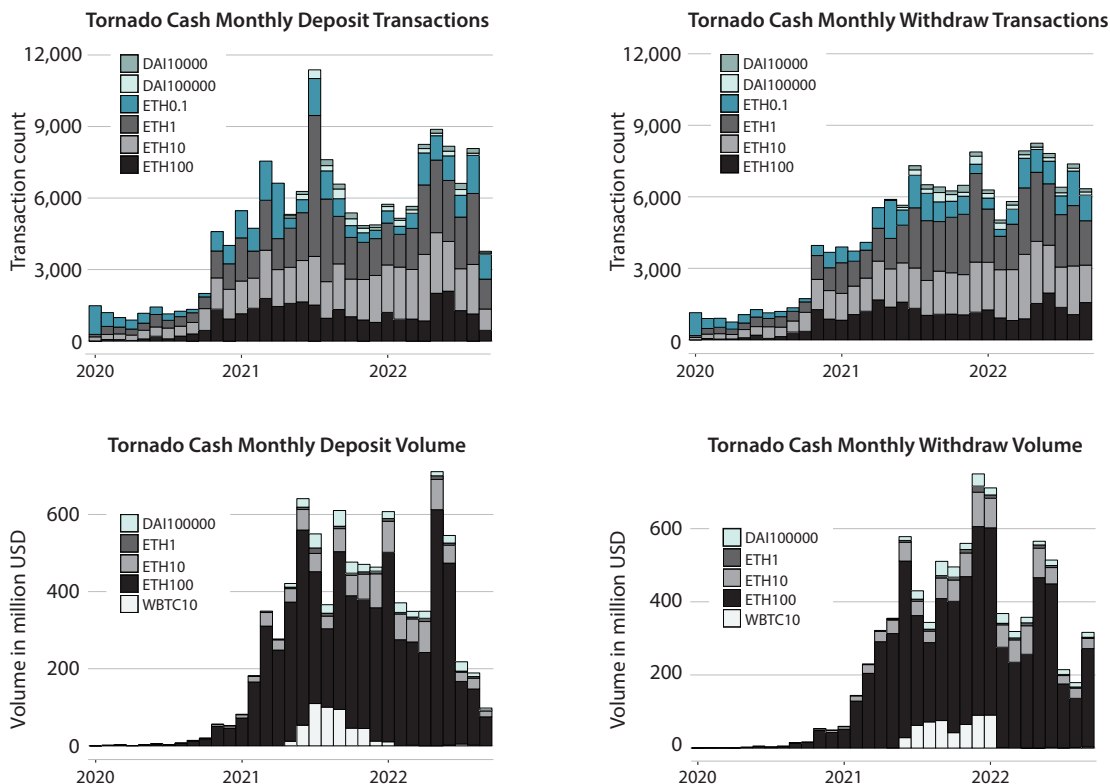 Tornado Cash Monthly Deposit Transactions
12,000
9,000
6,000
3,000
0
Transaction count
DAI10000
DAI100000
ETH0.1
ETH1
ETH10
ETH100
2020
2021
2022
Tornado Cash Monthly Withdraw Transactions
12,000
9,000
6,000
3,000
0
Transaction count
DAI10000
DAI100000
ETH0.1
ETH1
ETH10
ETH100
2020
2021
2022
Tornado Cash Monthly Deposit Volume
600
400
200
0
Volume in million USD
DAI100000
ETH1
ETH10
ETH100
WBTC10
2020
2021
2022
Tornado Cash Monthly Withdraw Volume
600
400
200
0
Volume in million USD
DAI100000
ETH1
ETH10
ETH100
WBTC10
2020
2021
2022